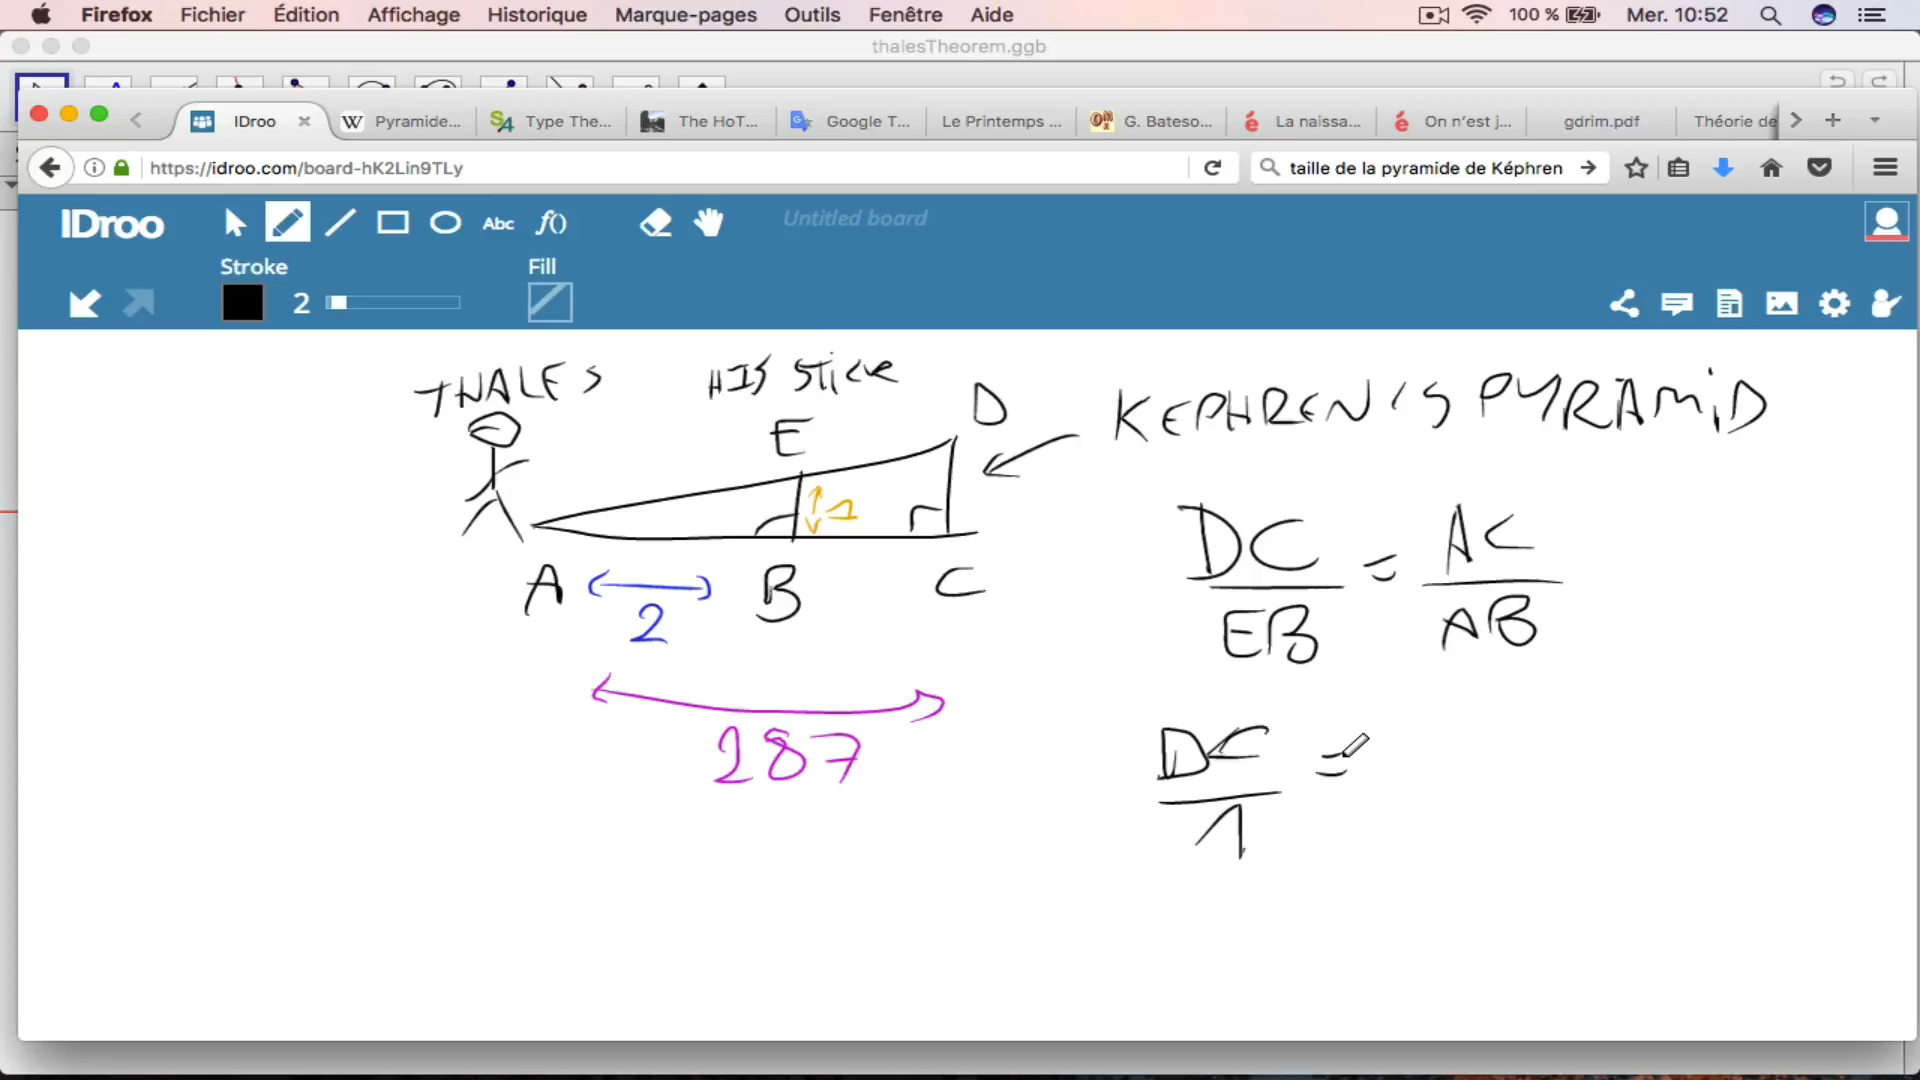 Firefox Fichier Édition Affichage Historique Marque-pages Outils Fenêtre Aide 100 % Mer. 10:52
thalesTheorem.ggb
IDroo Pyramide... Type The... The HoT... Google T... Le Printemps ... G. Bateso... La naissa... On n'est j... gdrim.pdf Théorie de
https://idroo.com/board-hK2Lin9TLy taille de la pyramide de Képhren
IDroo Abc f() Untitled board
Stroke Fill
2
THALES HIS STICK
D KEPHREN'S PYRAMID
E
1
A B C
2
287
DC/EB = AC/AB
DC/1 =